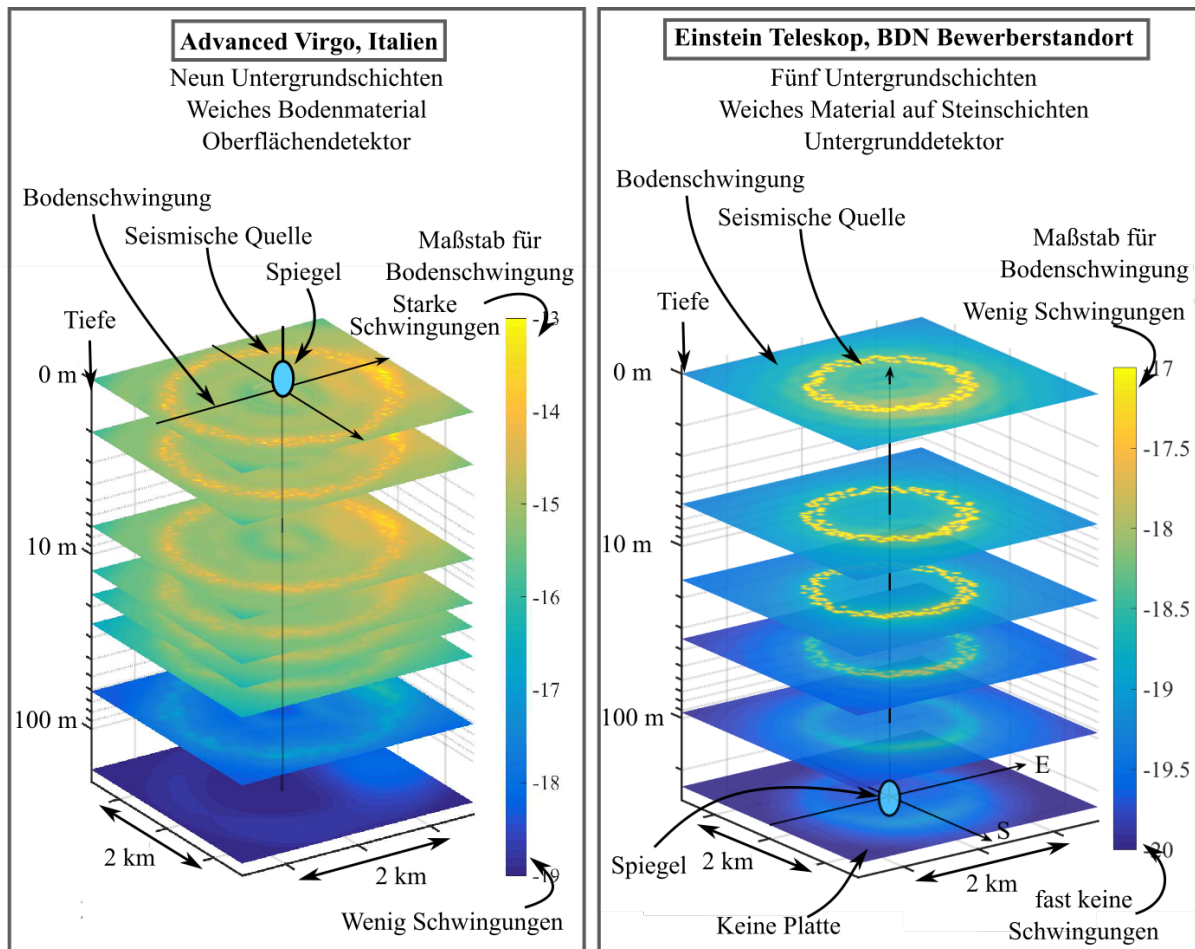 Advanced Virgo, Italien
Neun Untergrundschichten
Weiches Bodenmaterial
Oberflächendetektor
Bodenschwingung
Seismische Quelle
Spiegel
Maßstab für
Bodenschwingung
Starke
Schwingungen
Tiefe
0 m
10 m
100 m
-13
-14
-15
-16
-17
-18
-19
2 km
2 km
Wenig Schwingungen
Einstein Teleskop, BDN Bewerberstandort
Fünf Untergrundschichten
Weiches Material auf Steinschichten
Untergrunddetektor
Bodenschwingung
Seismische Quelle
Maßstab für
Bodenschwingung
Wenig Schwingungen
Tiefe
0 m
10 m
100 m
-17
-17.5
-18
-18.5
-19
-19.5
-20
E
S
Spiegel
2 km
2 km
Keine Platte
fast keine
Schwingungen